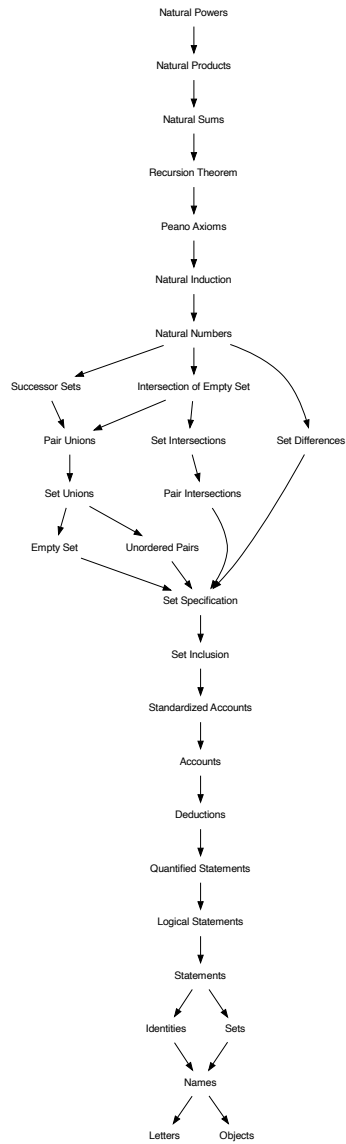 Natural Powers
Natural Products
Natural Sums
Recursion Theorem
Peano Axioms
Natural Induction
Natural Numbers
Successor Sets
Intersection of Empty Set
Pair Unions
Set Intersections
Set Differences
Set Unions
Pair Intersections
Empty Set
Unordered Pairs
Set Specification
Set Inclusion
Standardized Accounts
Accounts
Deductions
Quantified Statements
Logical Statements
Statements
Identities
Sets
Names
Letters
Objects